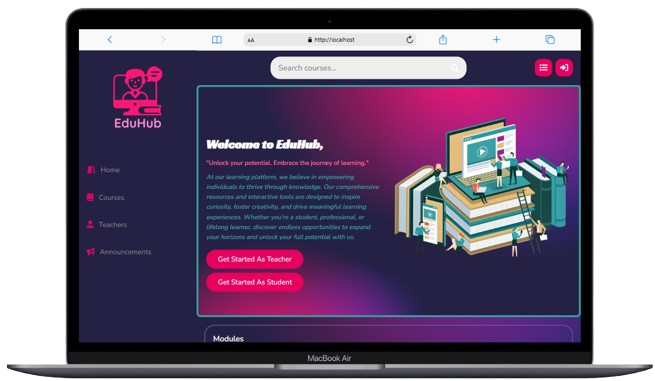 AA
http://localhost
Search courses...
EduHub
Welcome to EduHub,
"Unlock your potential. Embrace the journey of learning."
At our learning platform, we believe in empowering
individuals to thrive through knowledge. Our comprehensive
resources and interactive tools are designed to inspire
curiosity, foster creativity, and drive meaningful learning
experiences. Whether you're a student, professional, or
lifelong learner, discover endless opportunities to expand
your horizons and unlock your full potential with us.
Get Started As Teacher
Get Started As Student
Home
Courses
Teachers
Announcements
Modules
MacBook Air